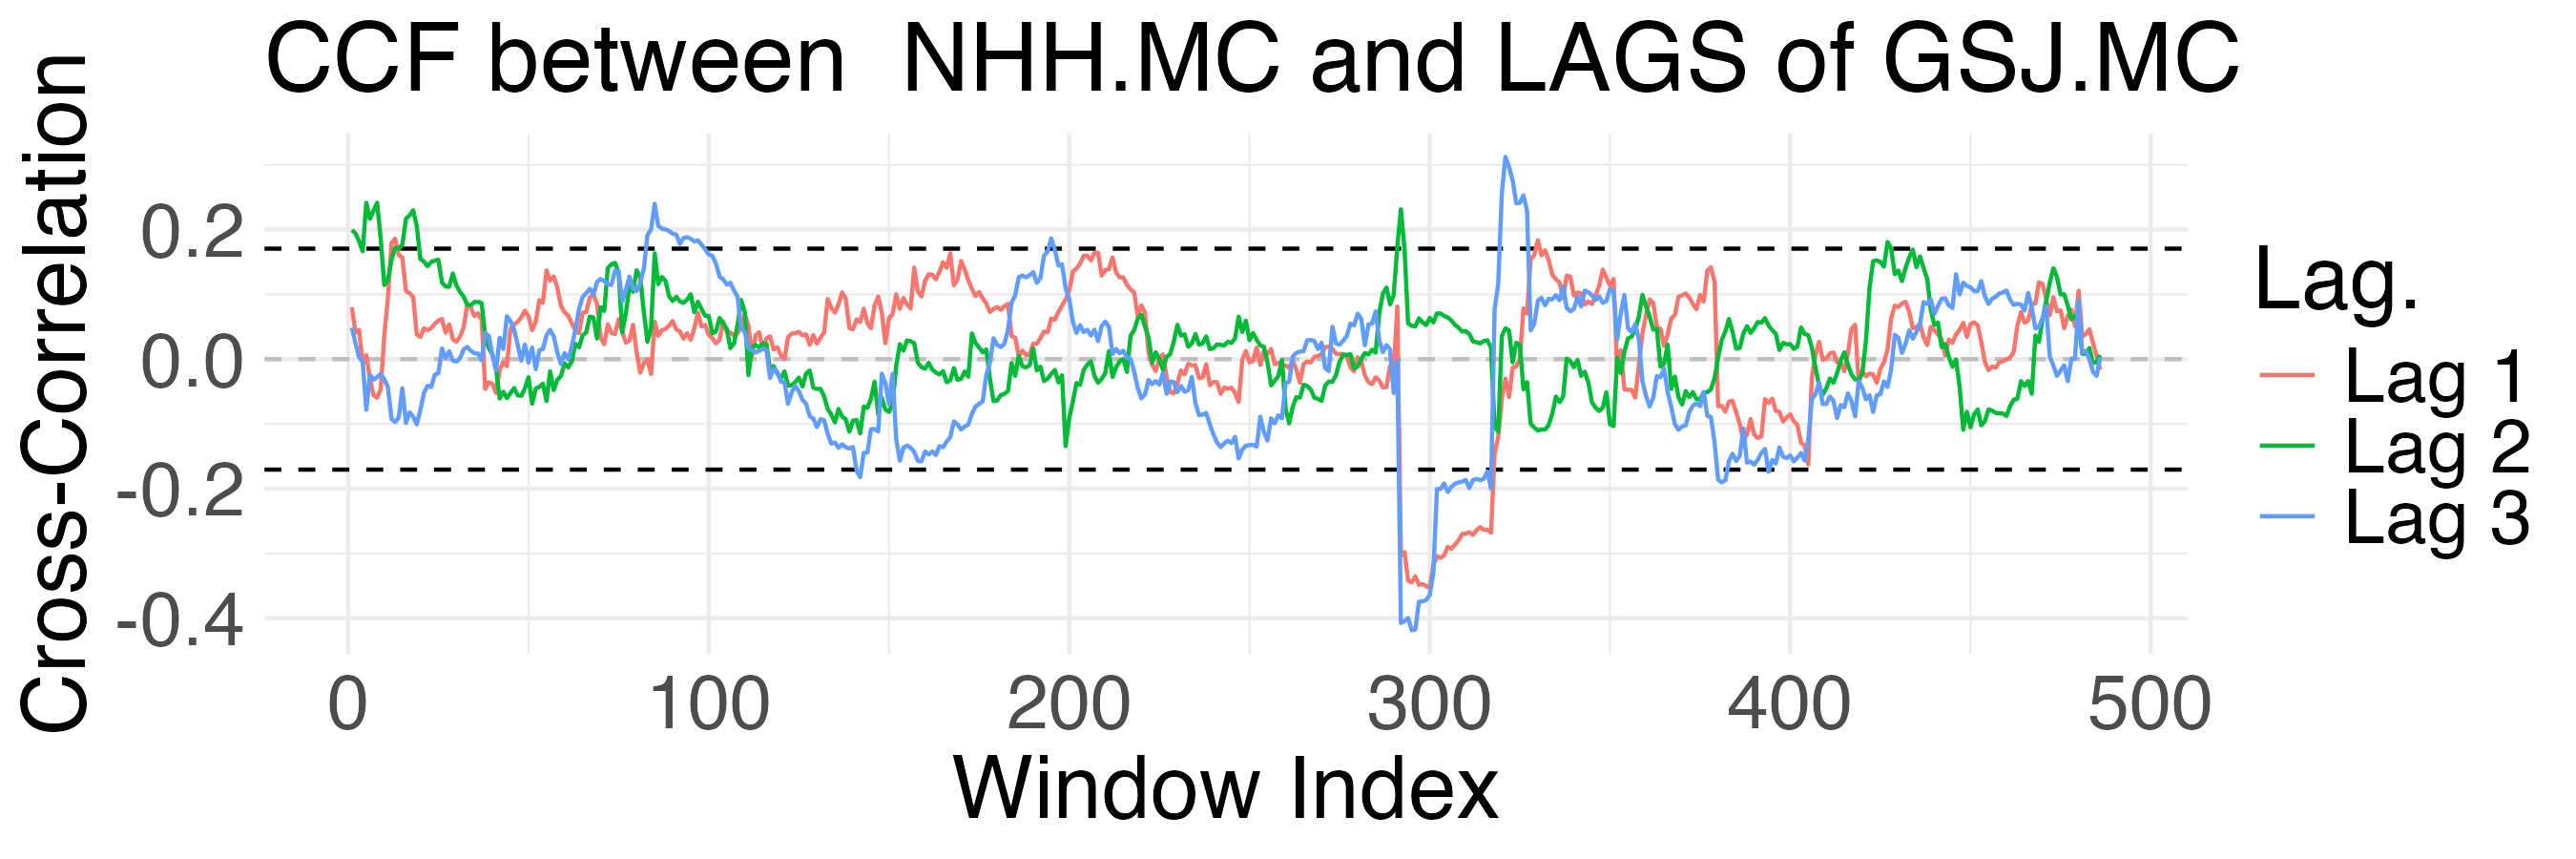 CCF between  NHH.MC and LAGS of GSJ.MC
Cross-Correlation
0.2
0.0
-0.2
-0.4
0 100 200 300 400 500
Window Index
Lag.
Lag 1
Lag 2
Lag 3